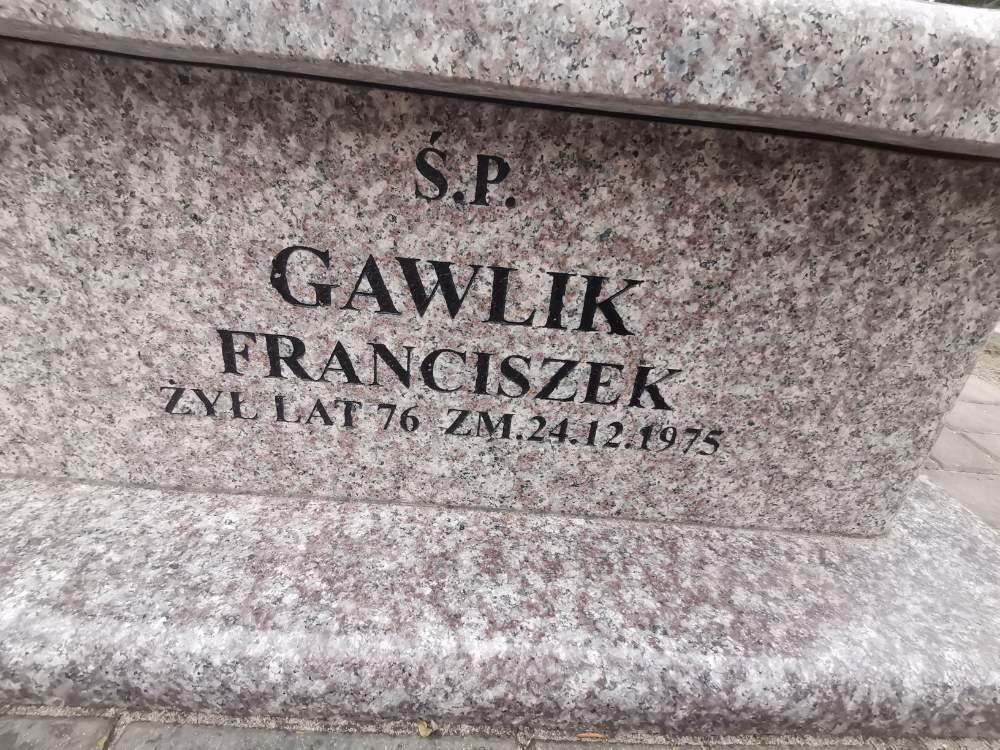 Ś.P.
GAWLIK
FRANCISZEK
ŻYŁ LAT 76 ZM.24.12.1975